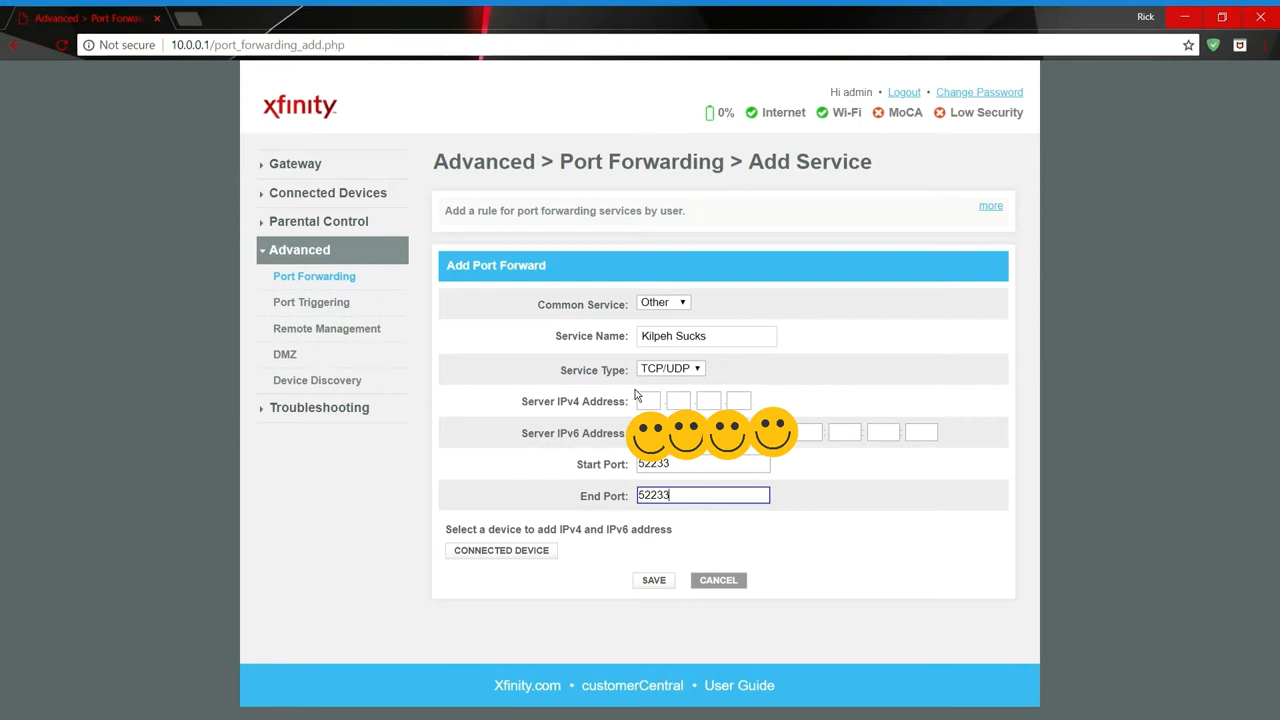 Advanced > Port Forwar
Rick
Not secure
10.0.0.1/port_forwarding_add.php
xfinity
Hi admin • Logout • Change Password
0% Internet Wi-Fi MoCA Low Security
Gateway
Connected Devices
Parental Control
Advanced
Port Forwarding
Port Triggering
Remote Management
DMZ
Device Discovery
Troubleshooting
Advanced > Port Forwarding > Add Service
Add a rule for port forwarding services by user.
more
Add Port Forward
Common Service: Other
Service Name: Kilpeh Sucks
Service Type: TCP/UDP
Server IPv4 Address:
Server IPv6 Address
Start Port: 52233
End Port: 52233
Select a device to add IPv4 and IPv6 address
CONNECTED DEVICE
SAVE CANCEL
Xfinity.com • customerCentral • User Guide